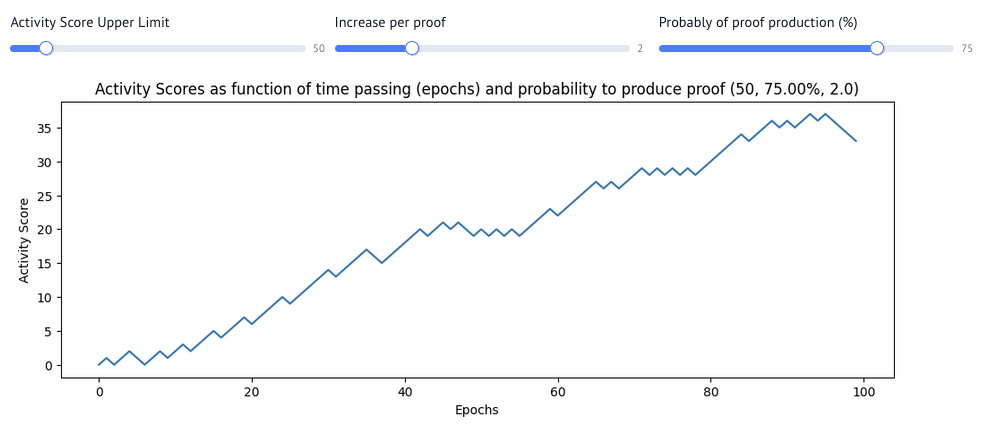 Activity Score Upper Limit
50
Increase per proof
2
Probably of proof production (%)
75
Activity Scores as function of time passing (epochs) and probability to produce proof (50, 75.00%, 2.0)
Activity Score
35
30
25
20
15
10
5
0
0 20 40 60 80 100
Epochs